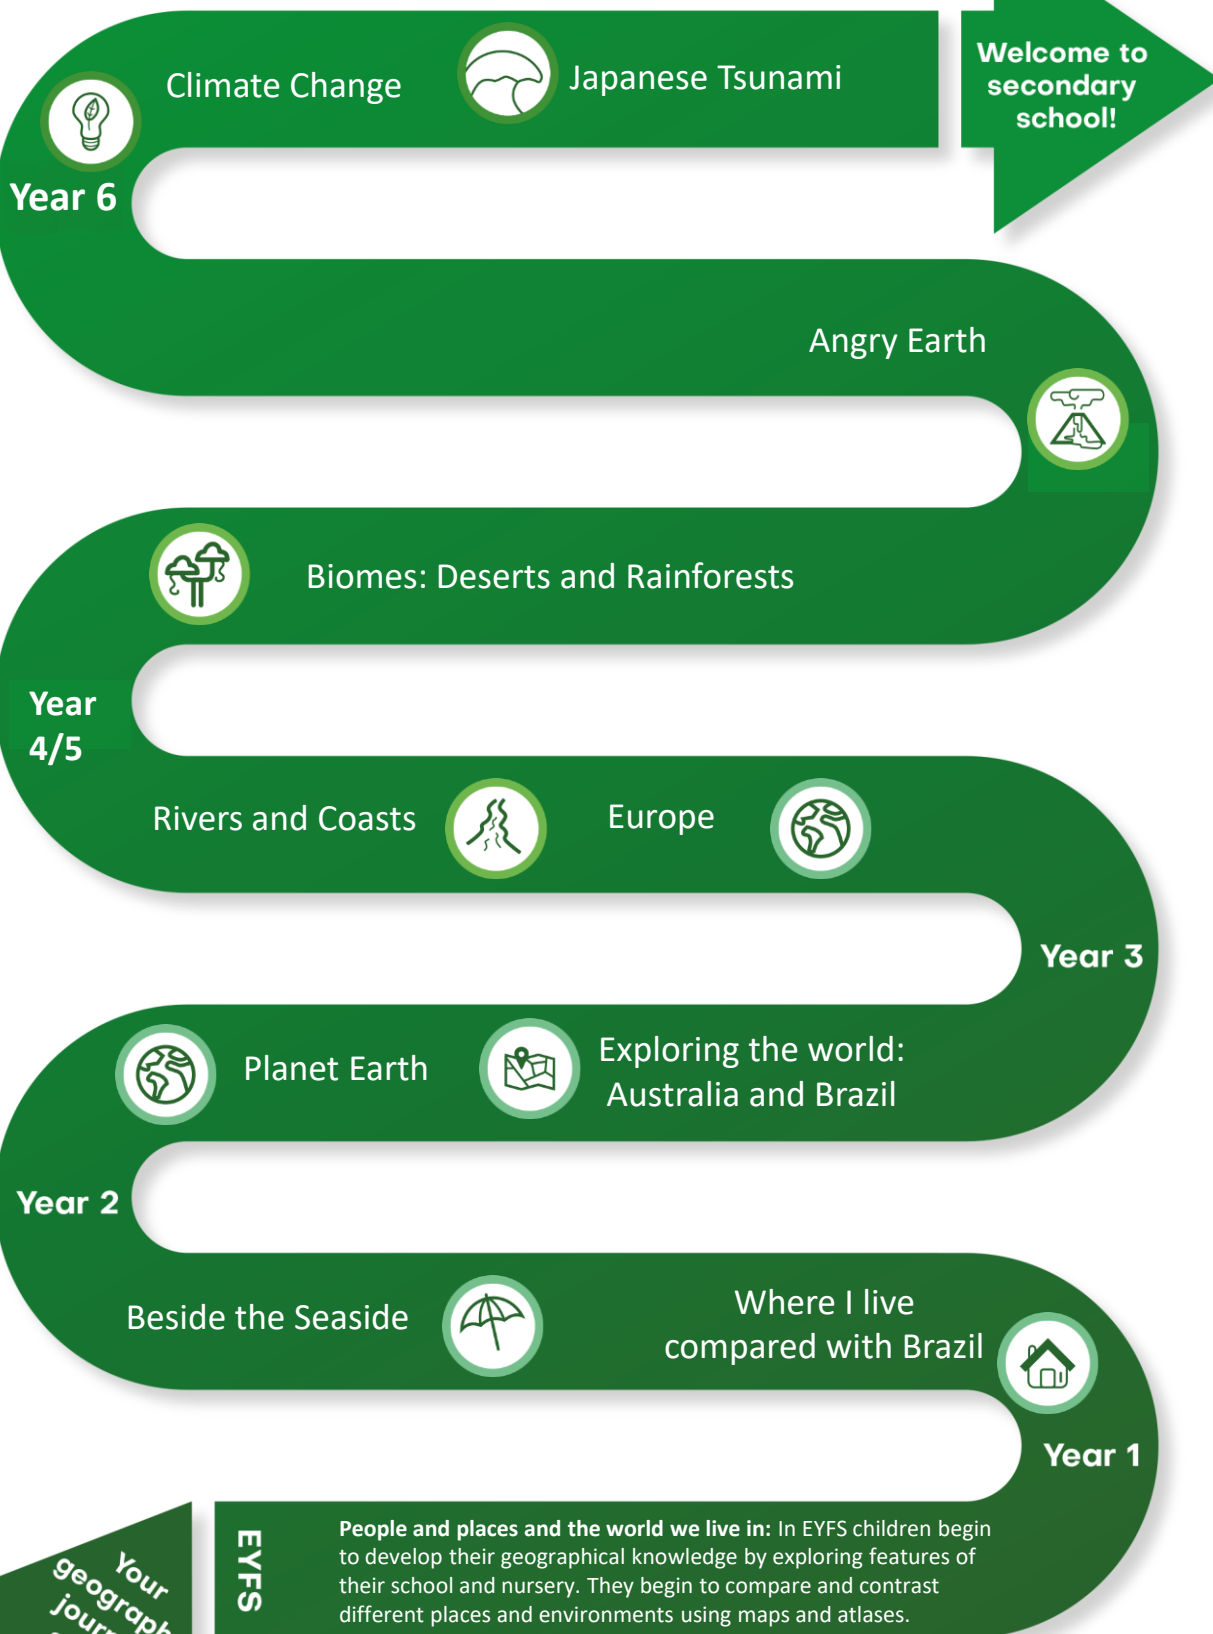 Climate Change
Japanese Tsunami
Welcome to
secondary
school!
Year 6
Angry Earth
Biomes: Deserts and Rainforests
Year
4/5
Rivers and Coasts
Europe
Year 3
Planet Earth
Exploring the world:
Australia and Brazil
Year 2
Beside the Seaside
Where I live
compared with Brazil
Year 1
EYFS
People and places and the world we live in: In EYFS children begin
to develop their geographical knowledge by exploring features of
their school and nursery. They begin to compare and contrast
different places and environments using maps and atlases.
Your